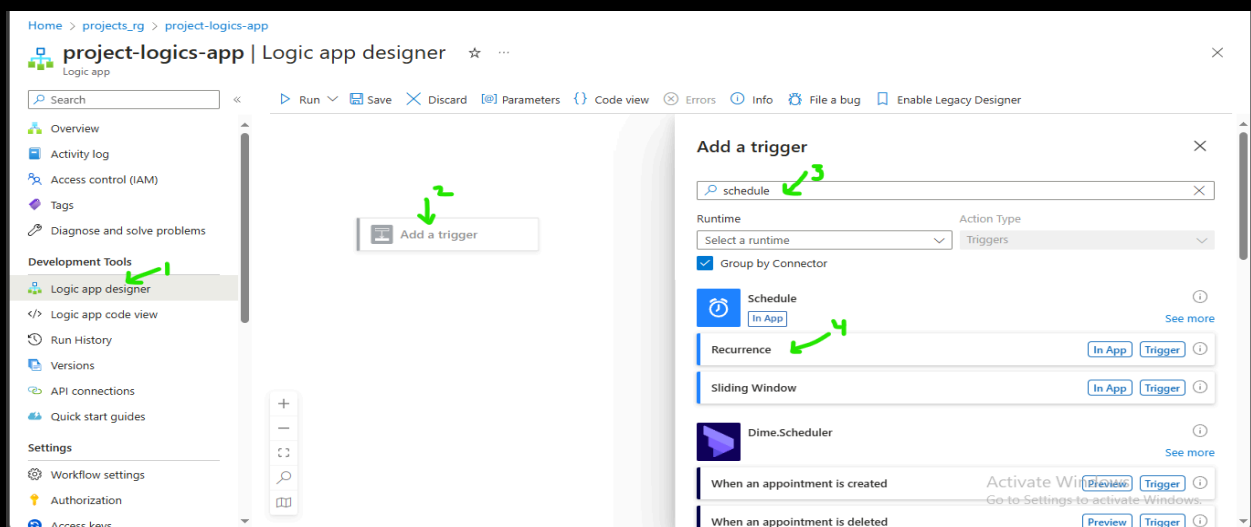 Home > projects_rg > project-logics-app
project-logics-app | Logic app designer ☆ ...
Logic app
Search «
Run Save Discard [@] Parameters {} Code view Errors Info File a bug Enable Legacy Designer
Overview
Activity log
Access control (IAM)
Tags
Diagnose and solve problems
Development Tools
1
Logic app designer
</> Logic app code view
Run History
Versions
API connections
Quick start guides
Settings
Workflow settings
Authorization
Access keys
2
Add a trigger
Add a trigger
3
schedule
Runtime Action Type
Select a runtime Triggers
Group by Connector
Schedule
In App
See more
4
Recurrence In App Trigger
Sliding Window In App Trigger
Dime.Scheduler
See more
When an appointment is created Preview Trigger
When an appointment is deleted Preview Trigger
Activate Windows
Go to Settings to activate Windows.